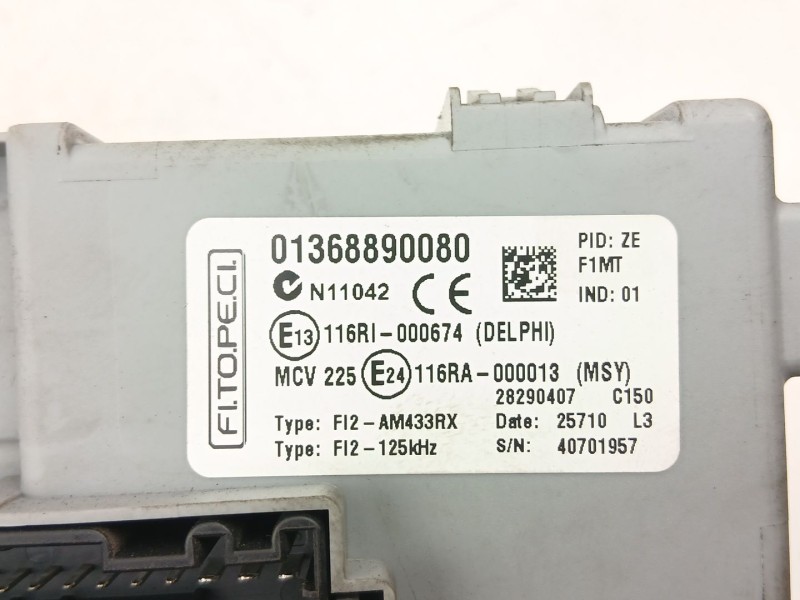 FI.TO.PE.CI.
01368890080
PID: ZE
F1MT
N11042 CE
IND: 01
E13 116RI-000674 (DELPHI)
MCV 225 E24 116RA-000013 (MSY)
28290407 C150
Type: FI2-AM433RX Date: 25710 L3
Type: FI2-125kHz S/N: 40701957